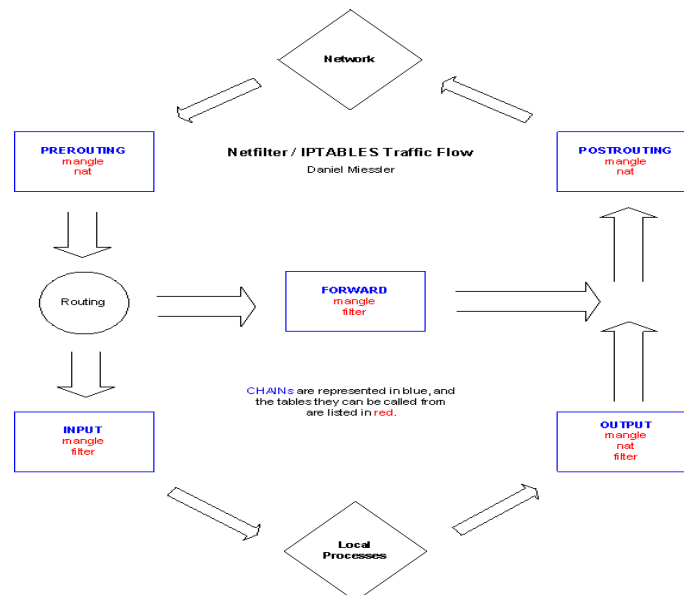 Network
PREROUTING
mangle
nat
Netfilter / IPTABLES Traffic Flow
Daniel Miessler
POSTROUTING
mangle
nat
Routing
FORWARD
mangle
filter
CHAINs are represented in blue, and
the tables they can be called from
are listed in red.
INPUT
mangle
filter
OUTPUT
mangle
nat
filter
Local
Processes